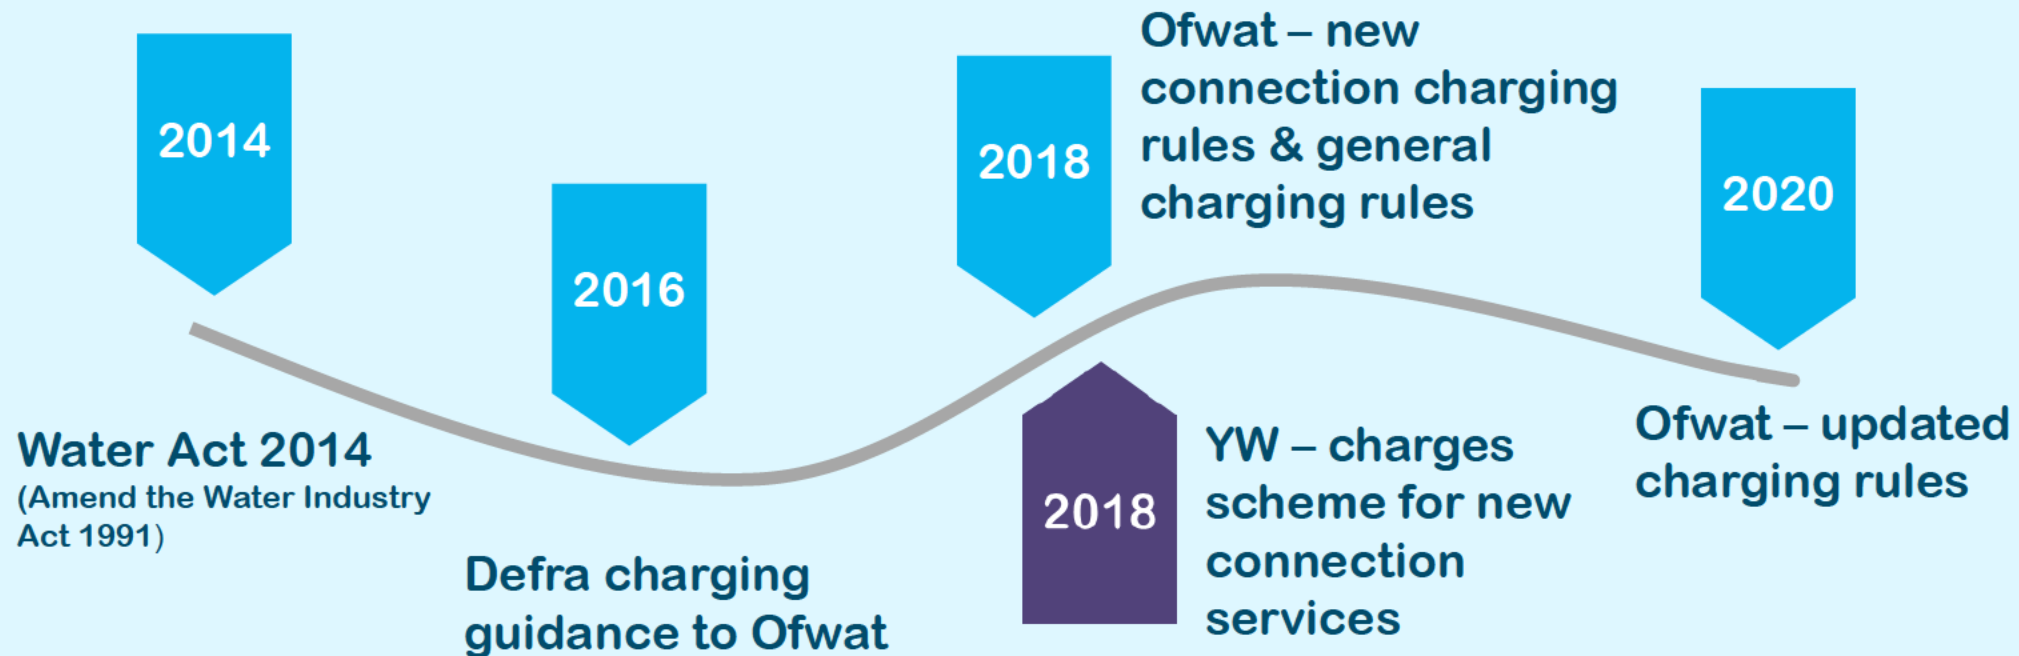 2014
Water Act 2014
(Amend the Water Industry
Act 1991)
2016
Defra charging
guidance to Ofwat
2018
Ofwat – new
connection charging
rules & general
charging rules
2018
YW – charges
scheme for new
connection
services
2020
Ofwat – updated
charging rules